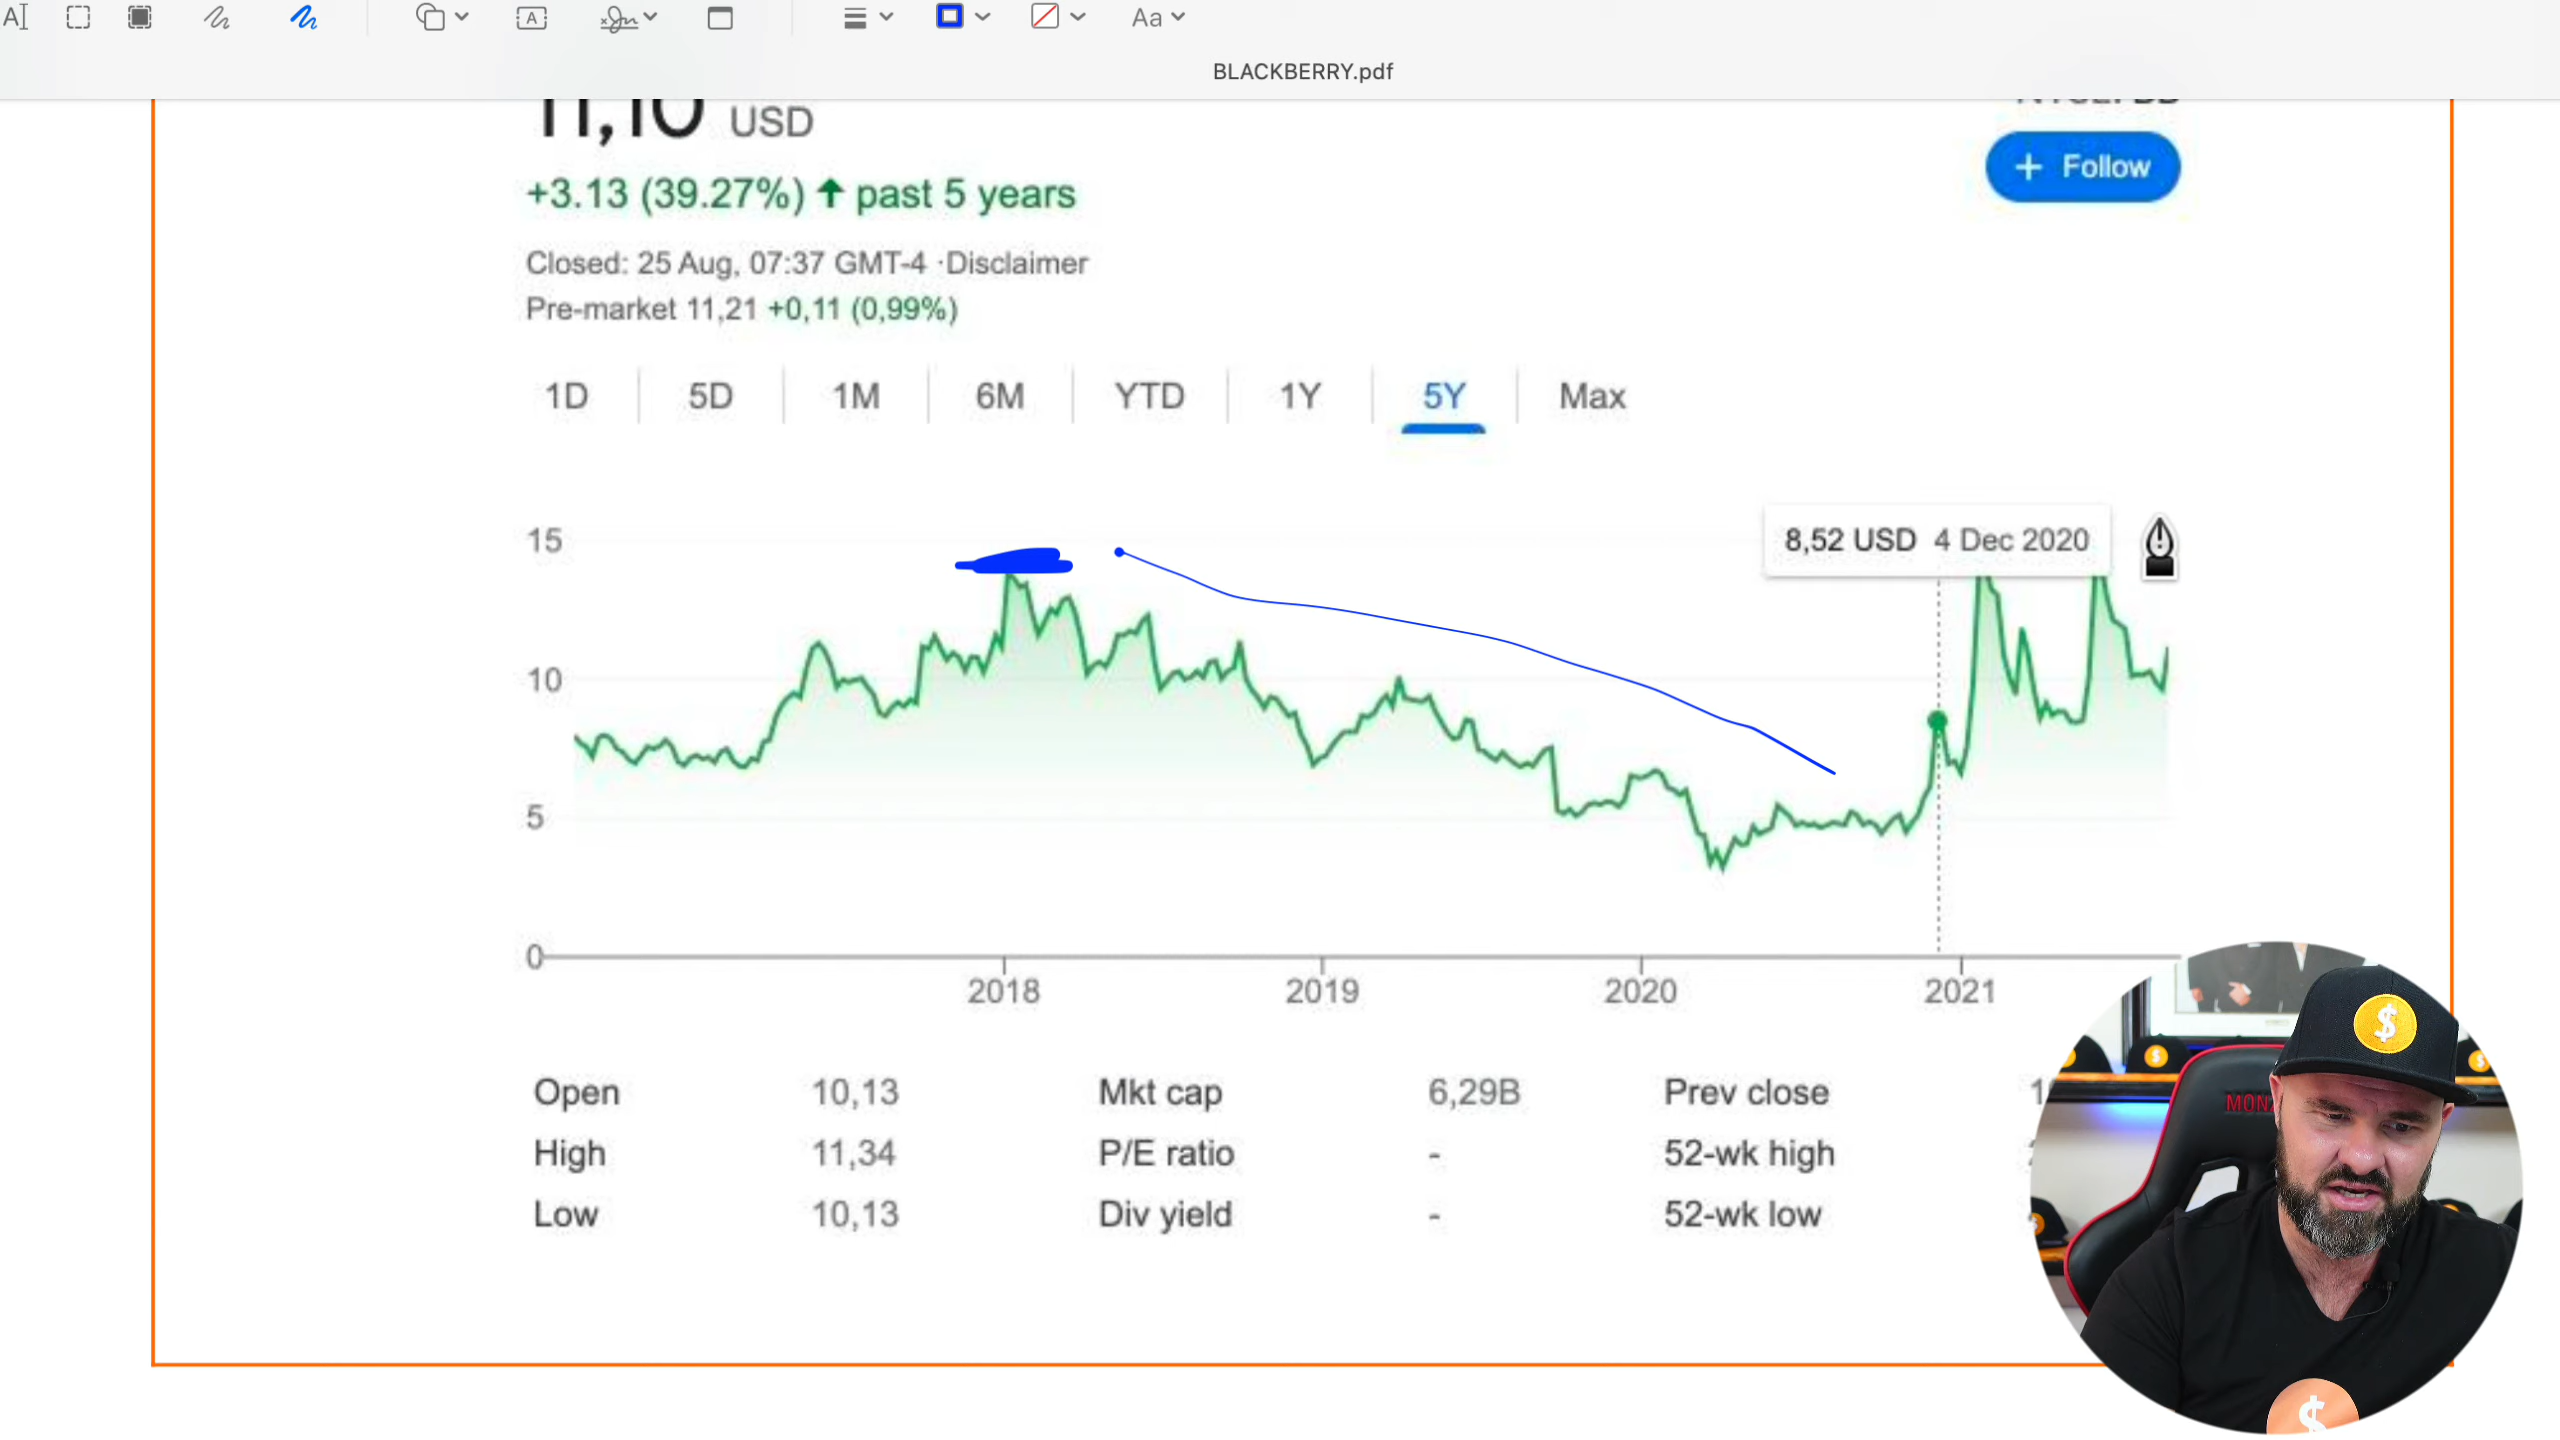 Aa
BLACKBERRY.pdf
11,10 USD
+3.13 (39.27%) ↑ past 5 years
+ Follow
Closed: 25 Aug, 07:37 GMT-4 ·Disclaimer
Pre-market 11,21 +0,11 (0,99%)
1D 5D 1M 6M YTD 1Y 5Y Max
8,52 USD 4 Dec 2020
15
10
5
0
2018 2019 2020 2021
Open 10,13 Mkt cap 6,29B Prev close
High 11,34 P/E ratio - 52-wk high
Low 10,13 Div yield - 52-wk low